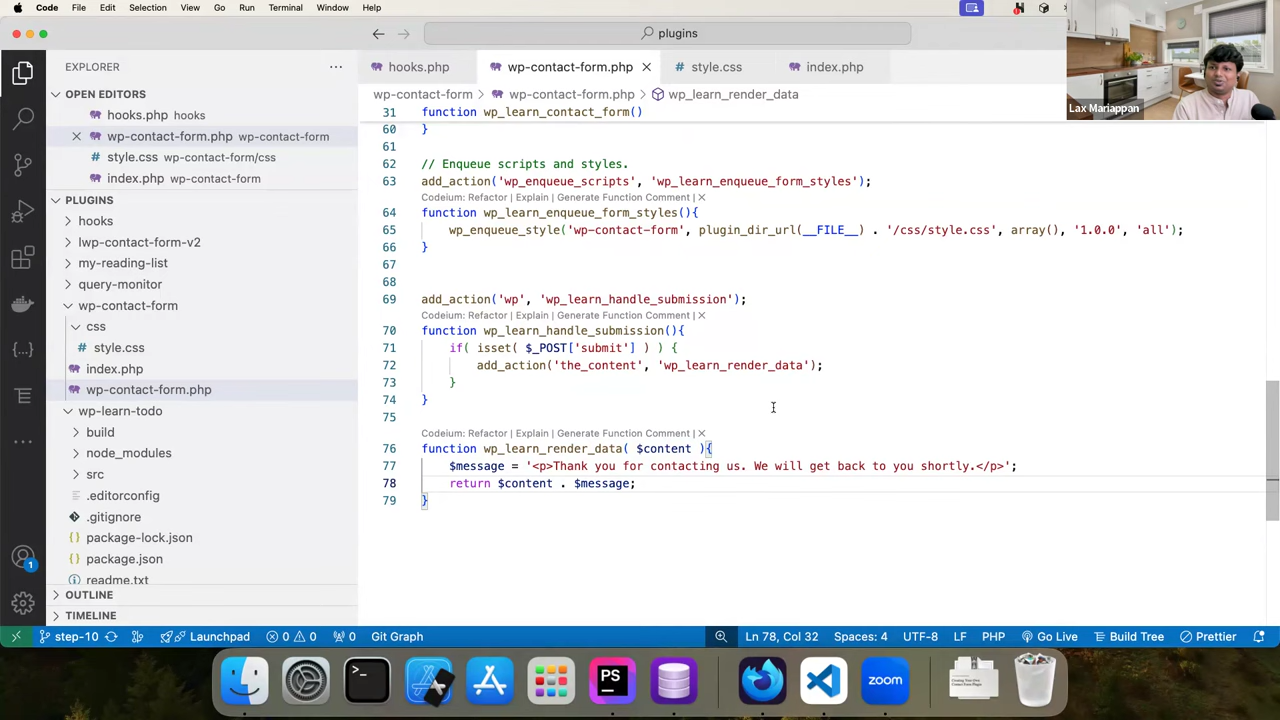 Code File Edit Selection View Go Run Terminal Window Help
plugins
Lax Mariappan
EXPLORER
OPEN EDITORS
hooks.php hooks
wp-contact-form.php wp-contact-form
style.css wp-contact-form/css
index.php wp-contact-form
PLUGINS
hooks
lwp-contact-form-v2
my-reading-list
query-monitor
wp-contact-form
css
style.css
index.php
wp-contact-form.php
wp-learn-todo
build
node_modules
src
.editorconfig
.gitignore
package-lock.json
package.json
readme.txt
OUTLINE
TIMELINE
hooks.php wp-contact-form.php style.css index.php
wp-contact-form > wp-contact-form.php > wp_learn_render_data
31 function wp_learn_contact_form()
60 }
61
62 // Enqueue scripts and styles.
63 add_action('wp_enqueue_scripts', 'wp_learn_enqueue_form_styles');
Codeium: Refactor | Explain | Generate Function Comment | X
64 function wp_learn_enqueue_form_styles(){
65 wp_enqueue_style('wp-contact-form', plugin_dir_url(__FILE__) . '/css/style.css', array(), '1.0.0', 'all');
66 }
67
68
69 add_action('wp', 'wp_learn_handle_submission');
Codeium: Refactor | Explain | Generate Function Comment | X
70 function wp_learn_handle_submission(){
71 if( isset( $_POST['submit'] ) ) {
72 add_action('the_content', 'wp_learn_render_data');
73 }
74 }
75
Codeium: Refactor | Explain | Generate Function Comment | X
76 function wp_learn_render_data( $content ){
77 $message = '<p>Thank you for contacting us. We will get back to you shortly.</p>';
78 return $content . $message;
79 }
1
step-10 Launchpad 0 0 0 Git Graph Ln 78, Col 32 Spaces: 4 UTF-8 LF PHP Go Live Build Tree Prettier
PS
zoom